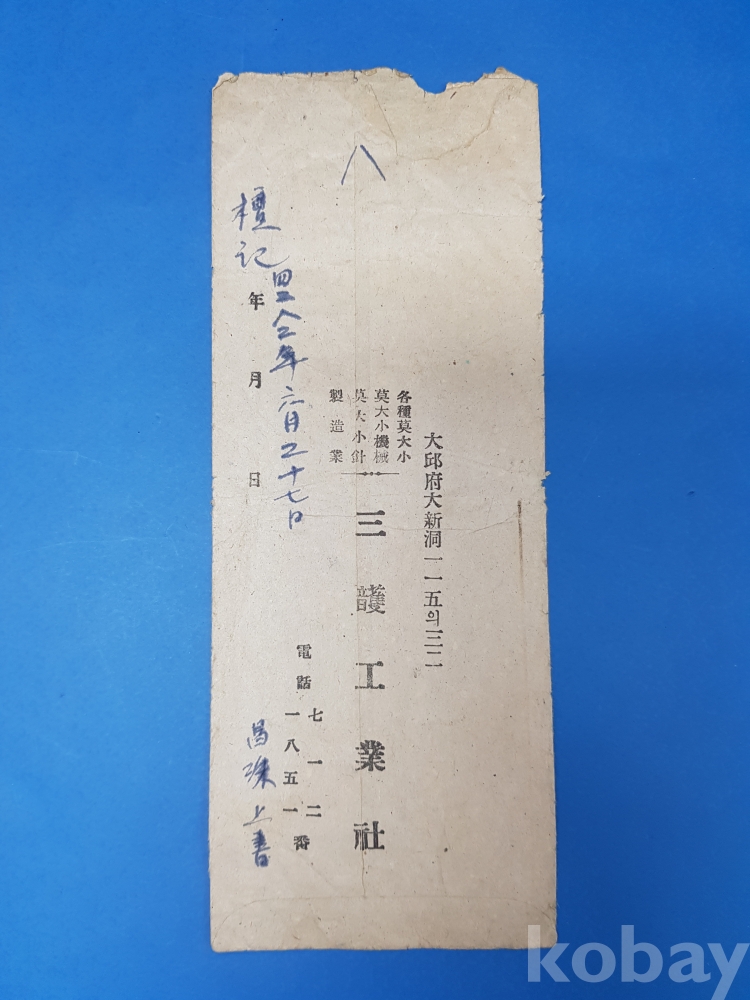 大邱府大新洞一一五의三二
各種莫大小
莫大小機械
莫大小針
製造業
三護工業社
電話
七一二
一八五一番
檀記四二八二年六月二十七日
年 月 日
上書
kobay